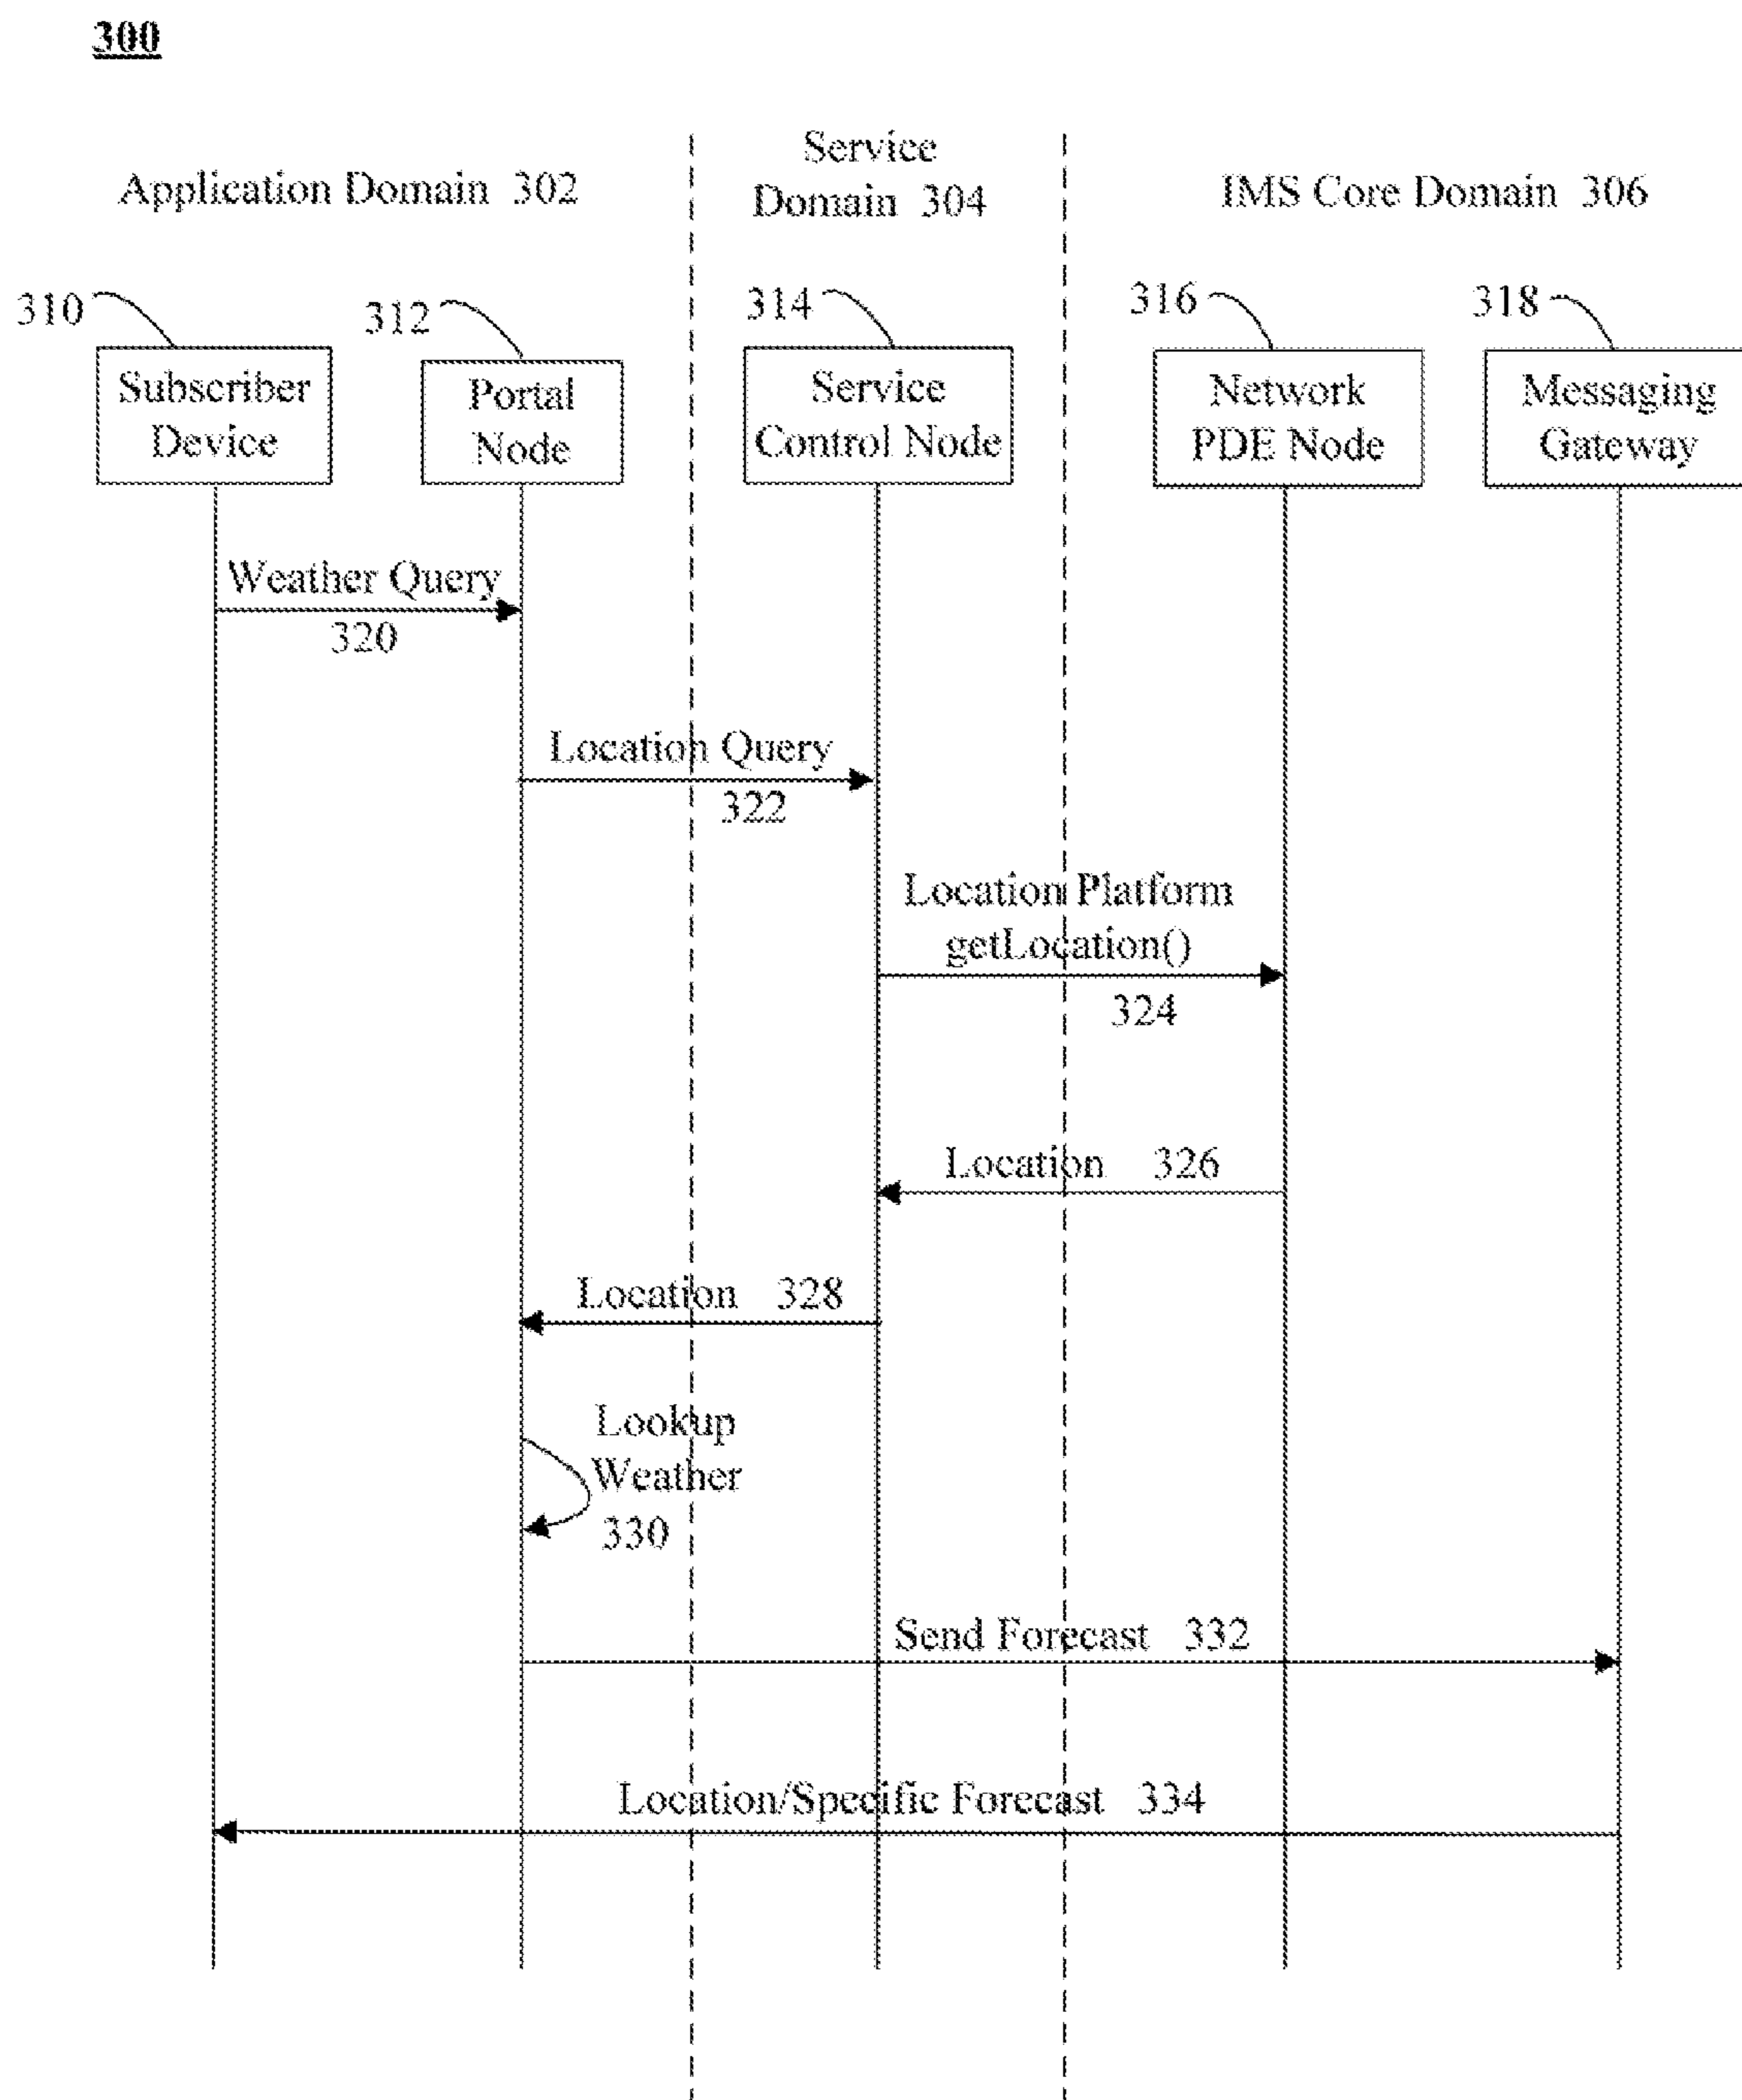 300
Service
Application Domain 302
Domain 304
IMS Core Domain 306
310
312
314
316
318
Subscriber
Device
Portal
Node
Service
Control Node
Network
PDE Node
Messaging
Gateway
Weather Query
320
Location Query
322
Location Platform
getLocation()
324
Location 326
Location 328
Lookup
Weather
330
Send Forecast 332
Location/Specific Forecast 334